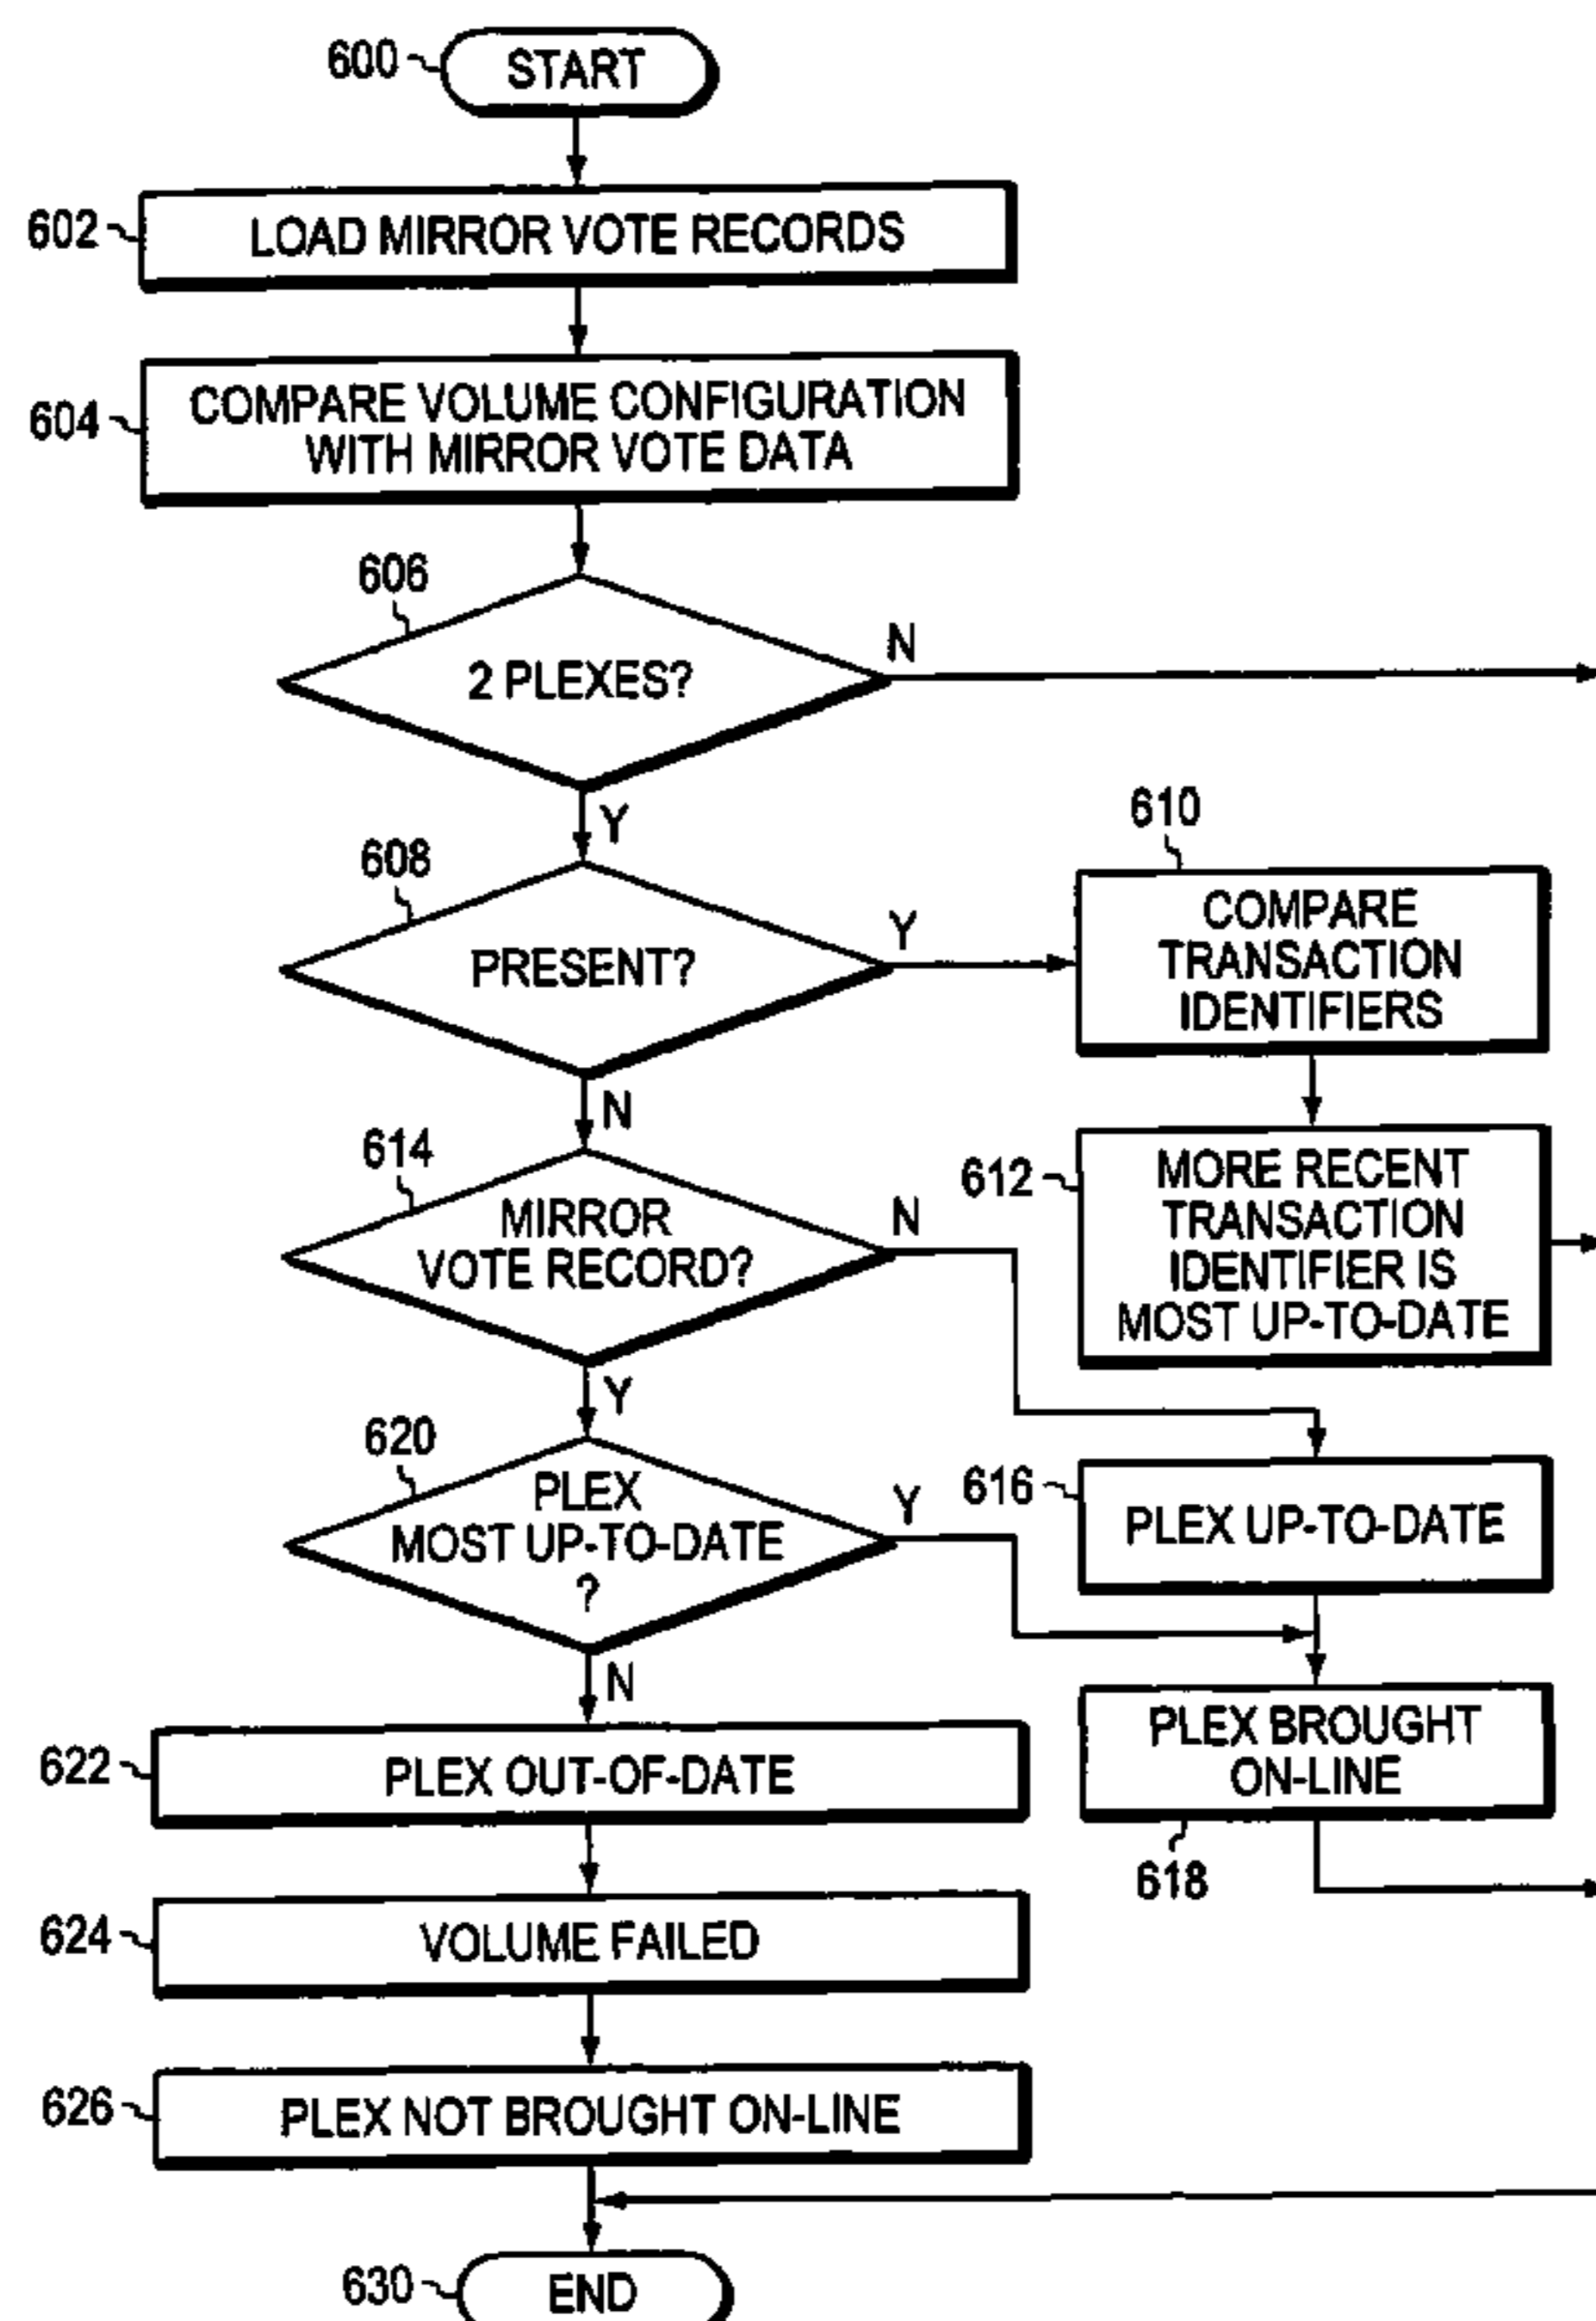 600
START
602
LOAD MIRROR VOTE RECORDS
604
COMPARE VOLUME CONFIGURATION
WITH MIRROR VOTE DATA
606
2 PLEXES?
N
Y
608
PRESENT?
Y
N
610
COMPARE
TRANSACTION
IDENTIFIERS
612
MORE RECENT
TRANSACTION
IDENTIFIER IS
MOST UP-TO-DATE
614
MIRROR
VOTE RECORD?
N
Y
616
PLEX UP-TO-DATE
620
PLEX
MOST UP-TO-DATE
?
Y
N
618
PLEX BROUGHT
ON-LINE
622
PLEX OUT-OF-DATE
624
VOLUME FAILED
626
PLEX NOT BROUGHT ON-LINE
630
END